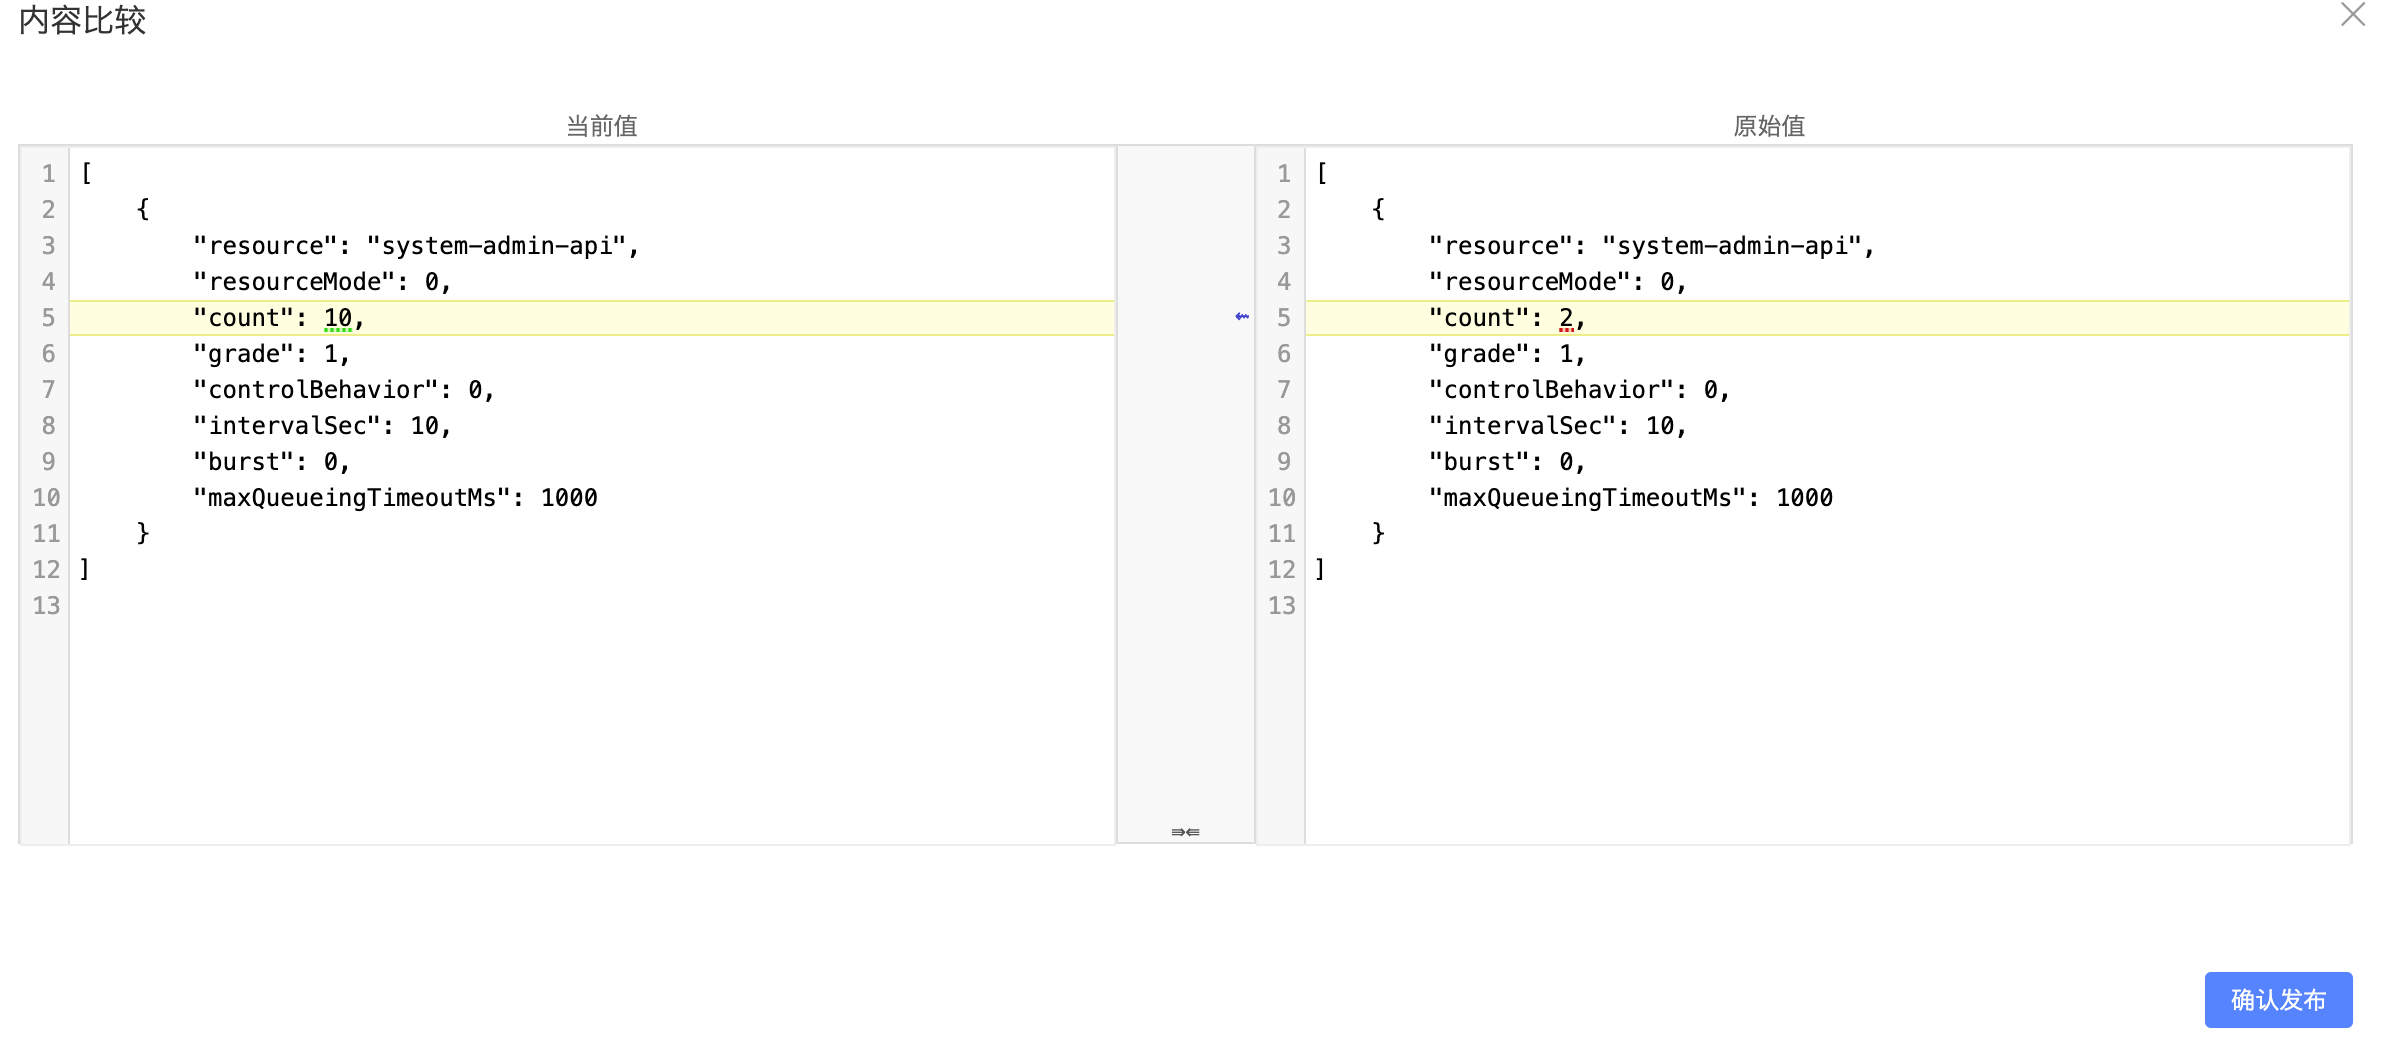 内容比较
当前值
1 [
2     {
3         "resource": "system-admin-api",
4         "resourceMode": 0,
5         "count": 10,
6         "grade": 1,
7         "controlBehavior": 0,
8         "intervalSec": 10,
9         "burst": 0,
10         "maxQueueingTimeoutMs": 1000
11     }
12 ]
13
原始值
1 [
2     {
3         "resource": "system-admin-api",
4         "resourceMode": 0,
5         "count": 2,
6         "grade": 1,
7         "controlBehavior": 0,
8         "intervalSec": 10,
9         "burst": 0,
10         "maxQueueingTimeoutMs": 1000
11     }
12 ]
13
确认发布